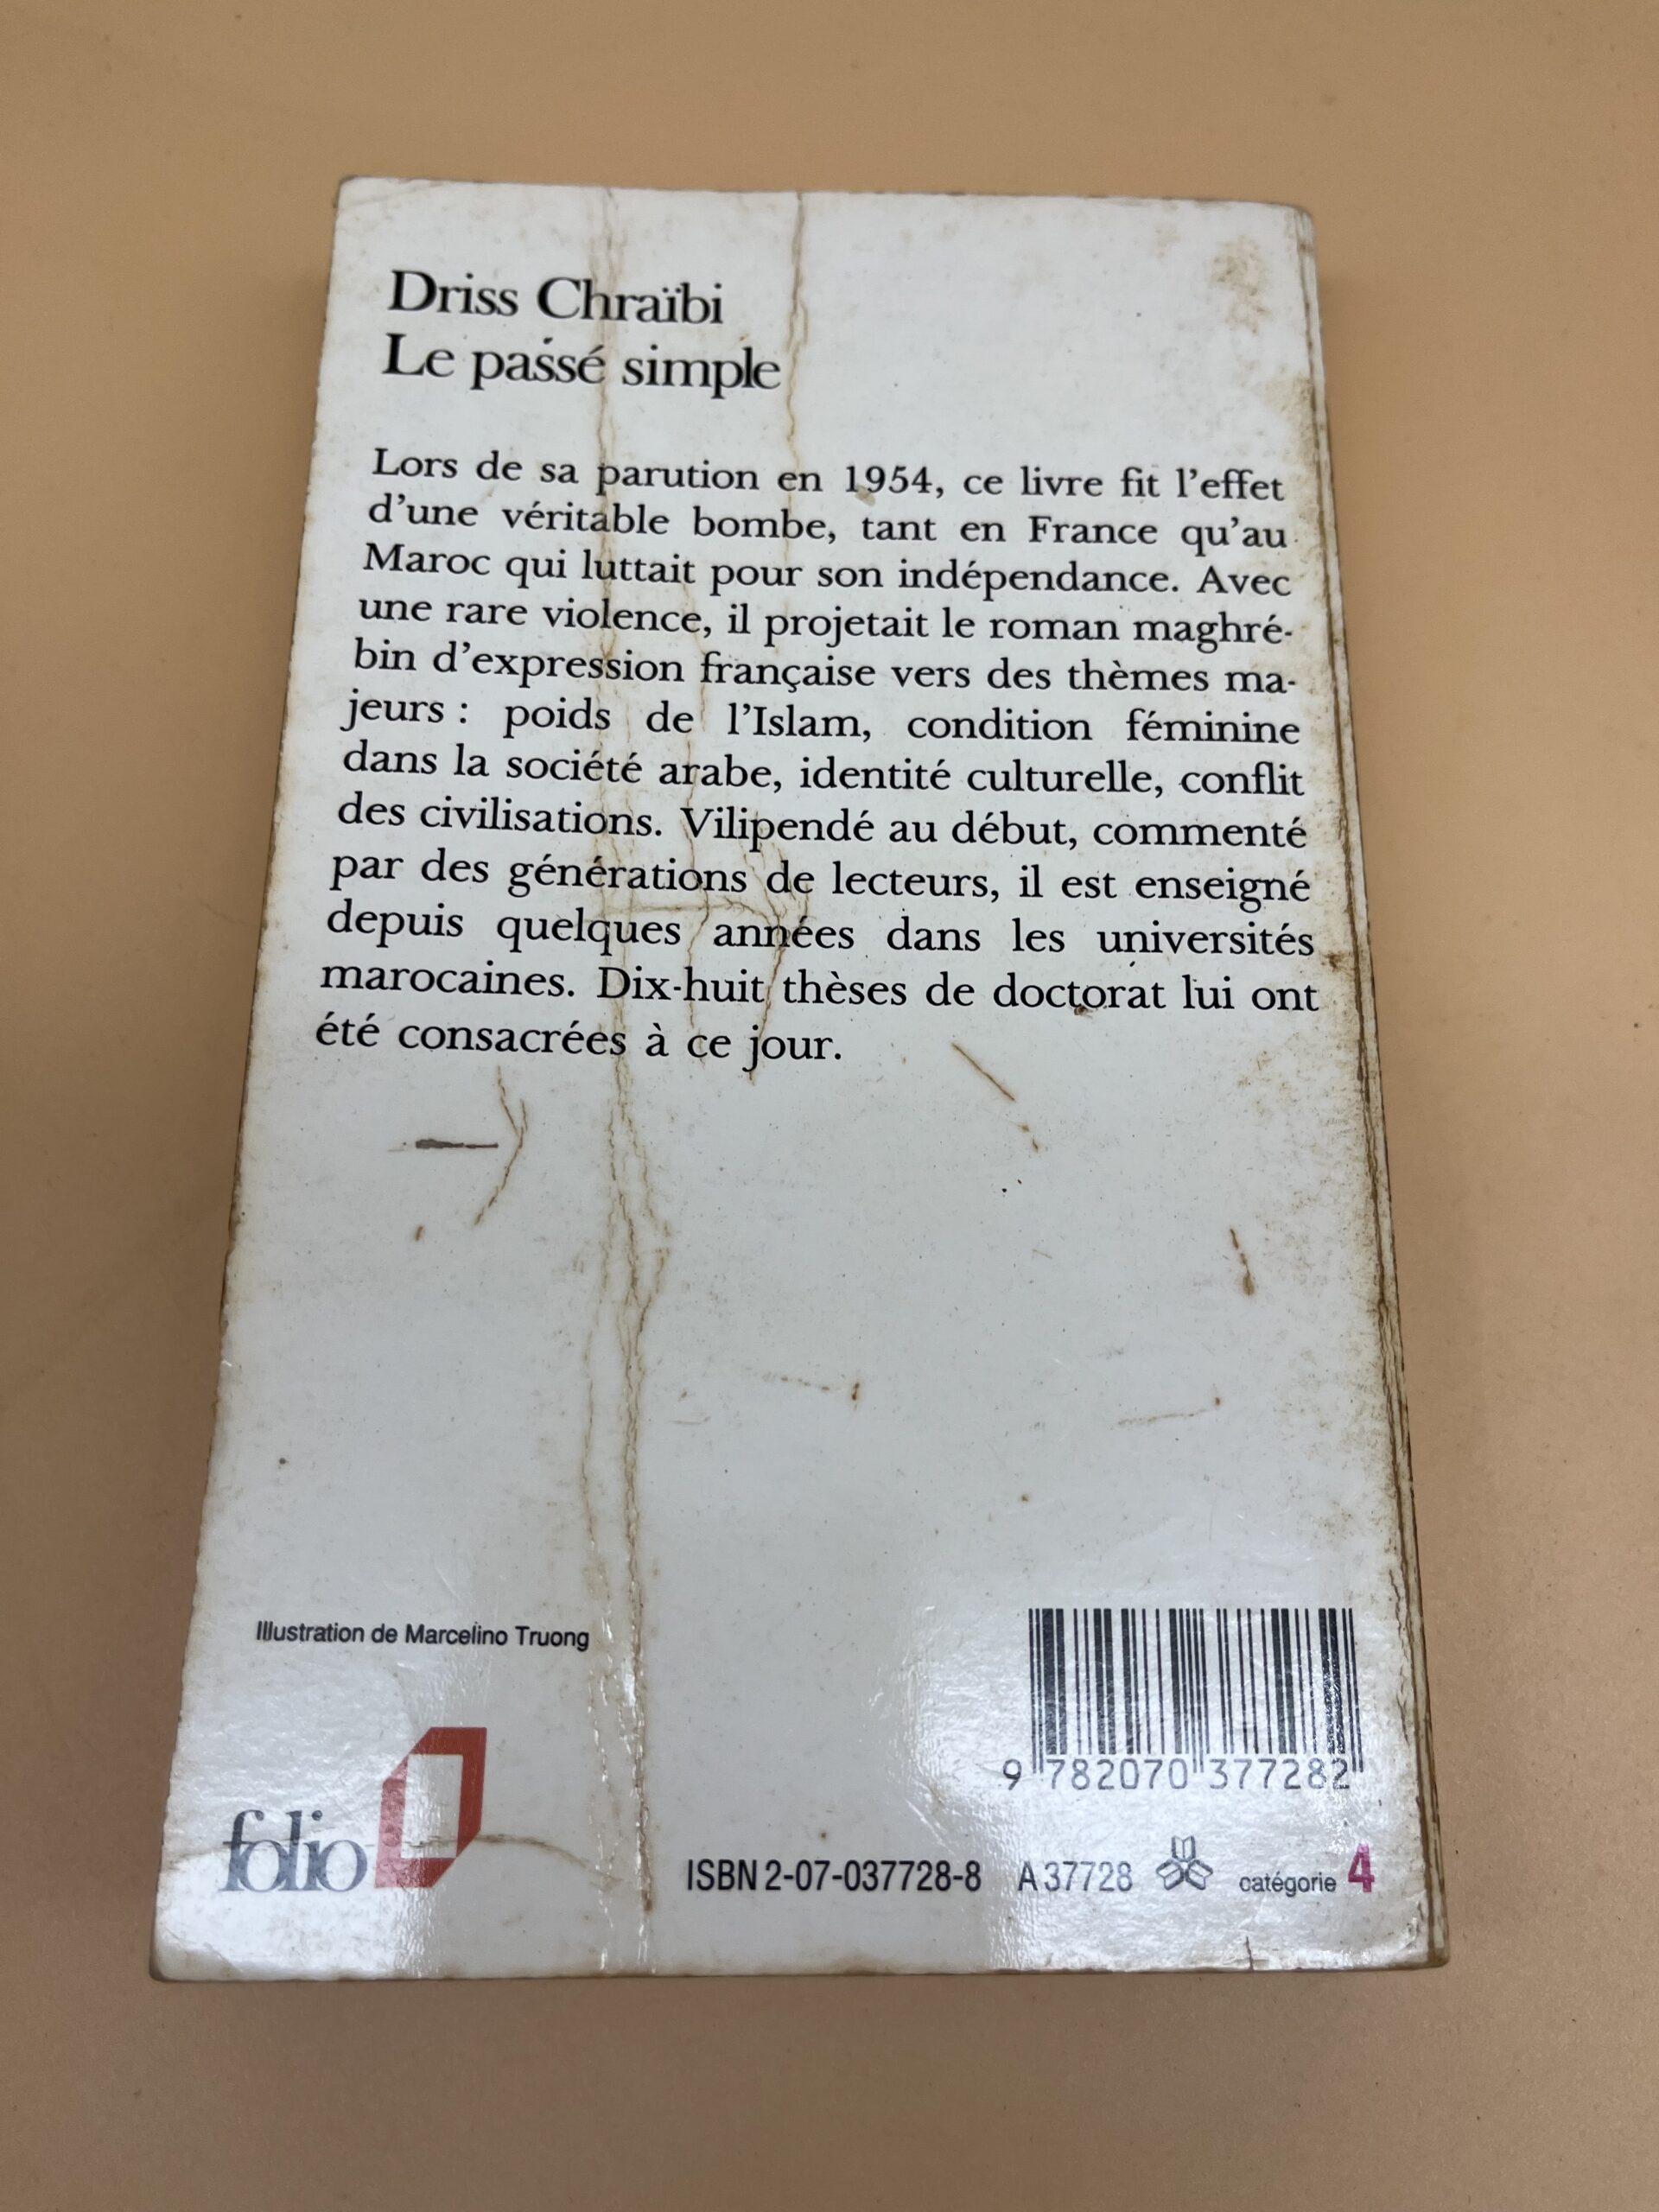 Driss Chraïbi
Le passé simple
Lors de sa parution en 1954, ce livre fit l'effet
d'une véritable bombe, tant en France qu'au
Maroc qui luttait pour son indépendance. Avec
une rare violence, il projetait le roman maghré-
bin d'expression française vers des thèmes ma-
jeurs : poids de l'Islam, condition féminine
dans la société arabe, identité culturelle, conflit
des civilisations. Vilipendé au début, commenté
par des générations de lecteurs, il est enseigné
depuis quelques années dans les universités
marocaines. Dix-huit thèses de doctorat lui ont
été consacrées à ce jour.
Illustration de Marcelino Truong
9 782070 377282
folio
ISBN 2-07-037728-8 A 37728 catégorie 4